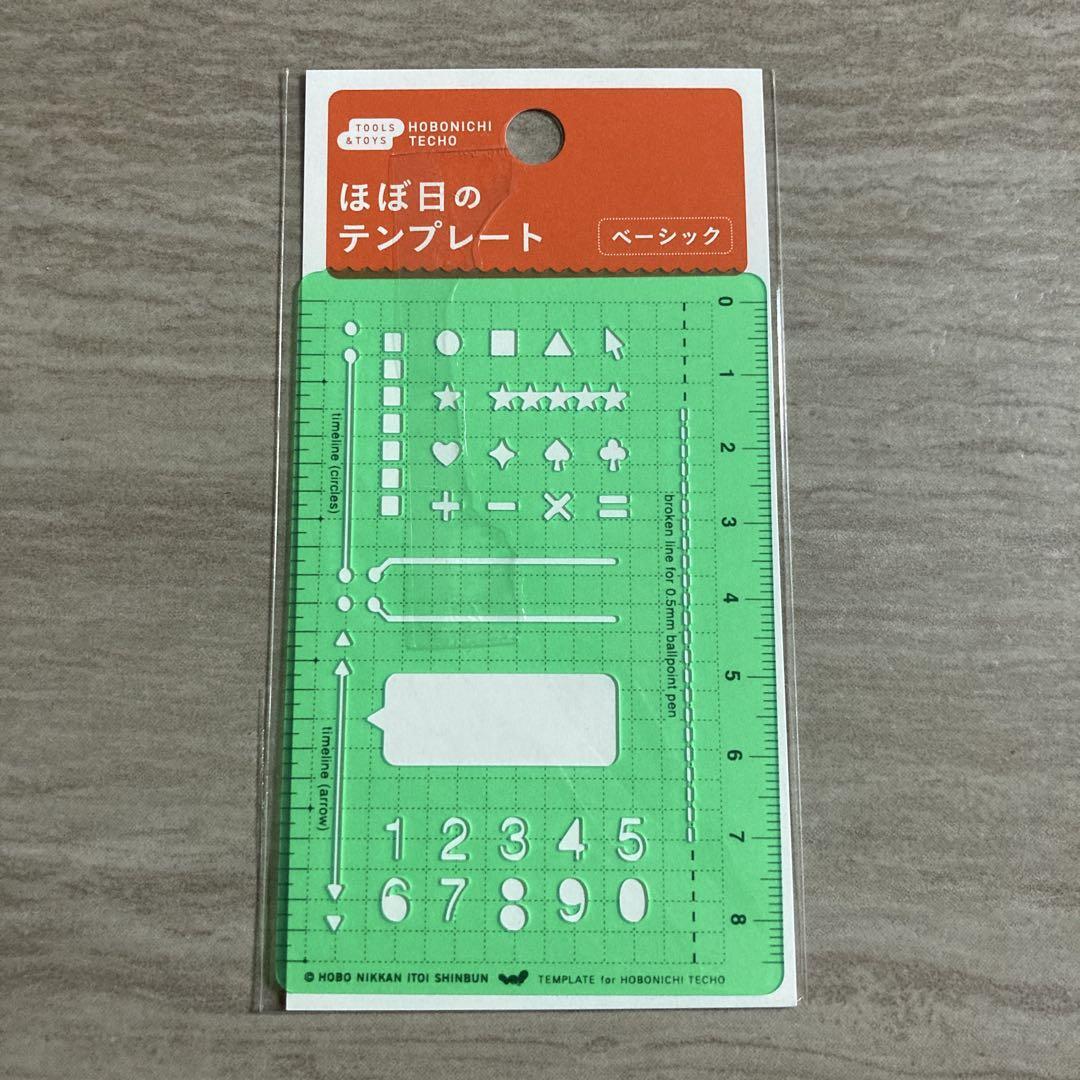 TOOLS
& TOYS
HOBONICHI
TECHO
ほぼ日の
テンプレート
ベーシック
0
1
2
3
4
5
6
7
8
timeline (circles)
timeline (arrow)
broken line for 0.5mm ballpoint pen
1 2 3 4 5
6 7 8 9 0
© HOBO NIKKAN ITOI SHINBUN
TEMPLATE for HOBONICHI TECHO